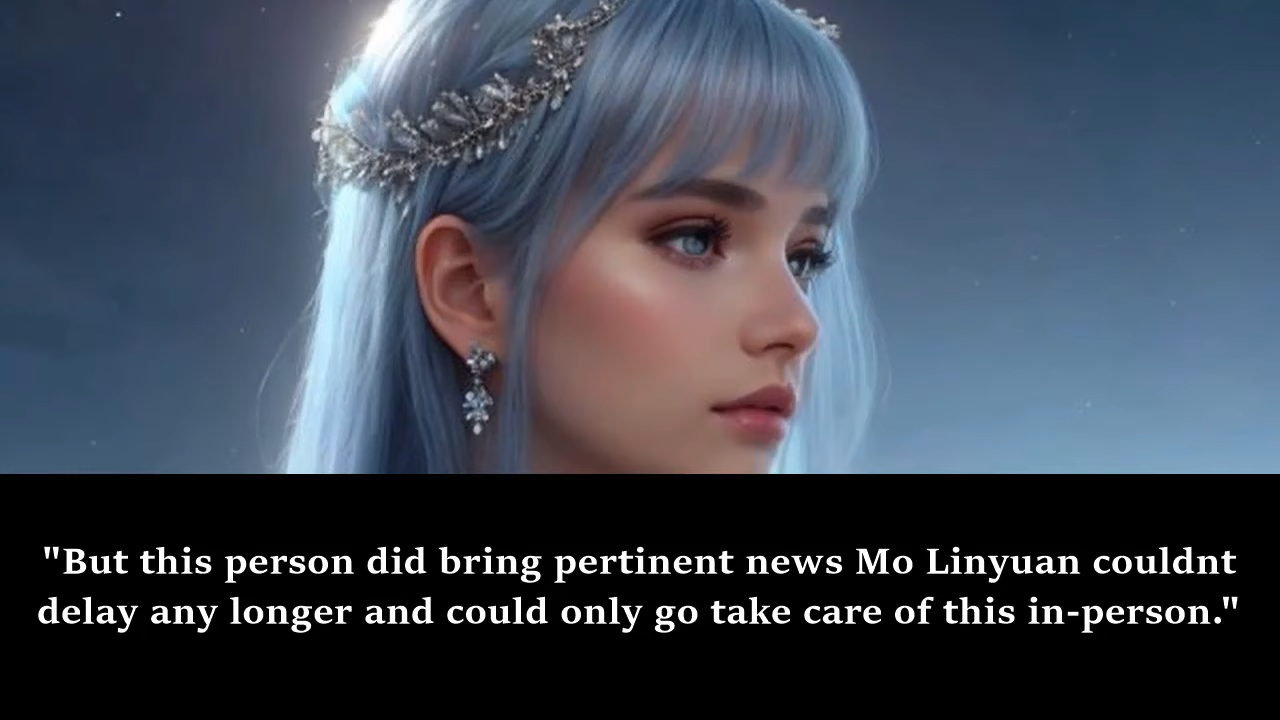 "But this person did bring pertinent news Mo Linyuan couldnt
delay any longer and could only go take care of this in-person."